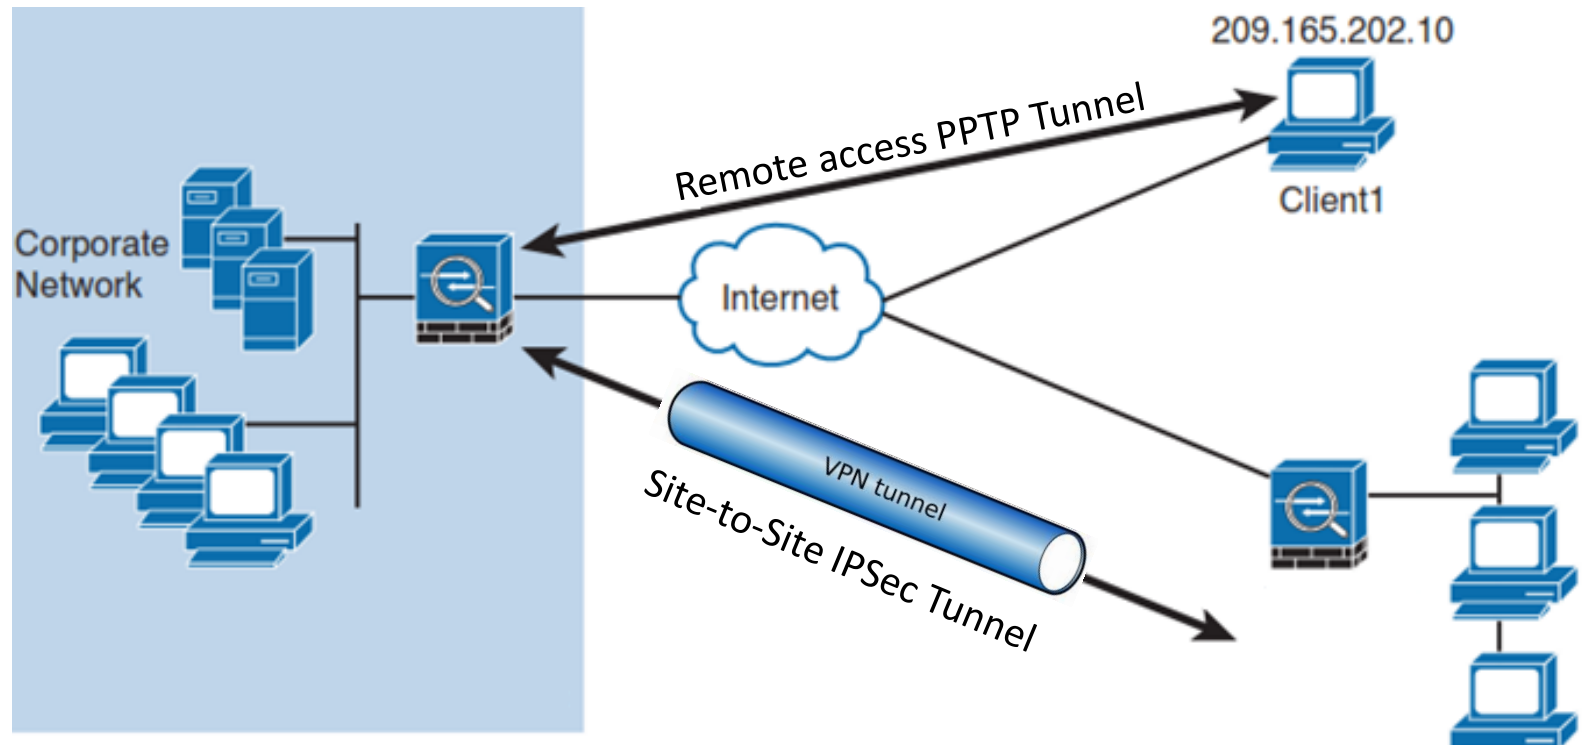 209.165.202.10
Remote access PPTP Tunnel
Client1
Corporate
Network
Internet
VPN tunnel
Site-to-Site IPSec Tunnel